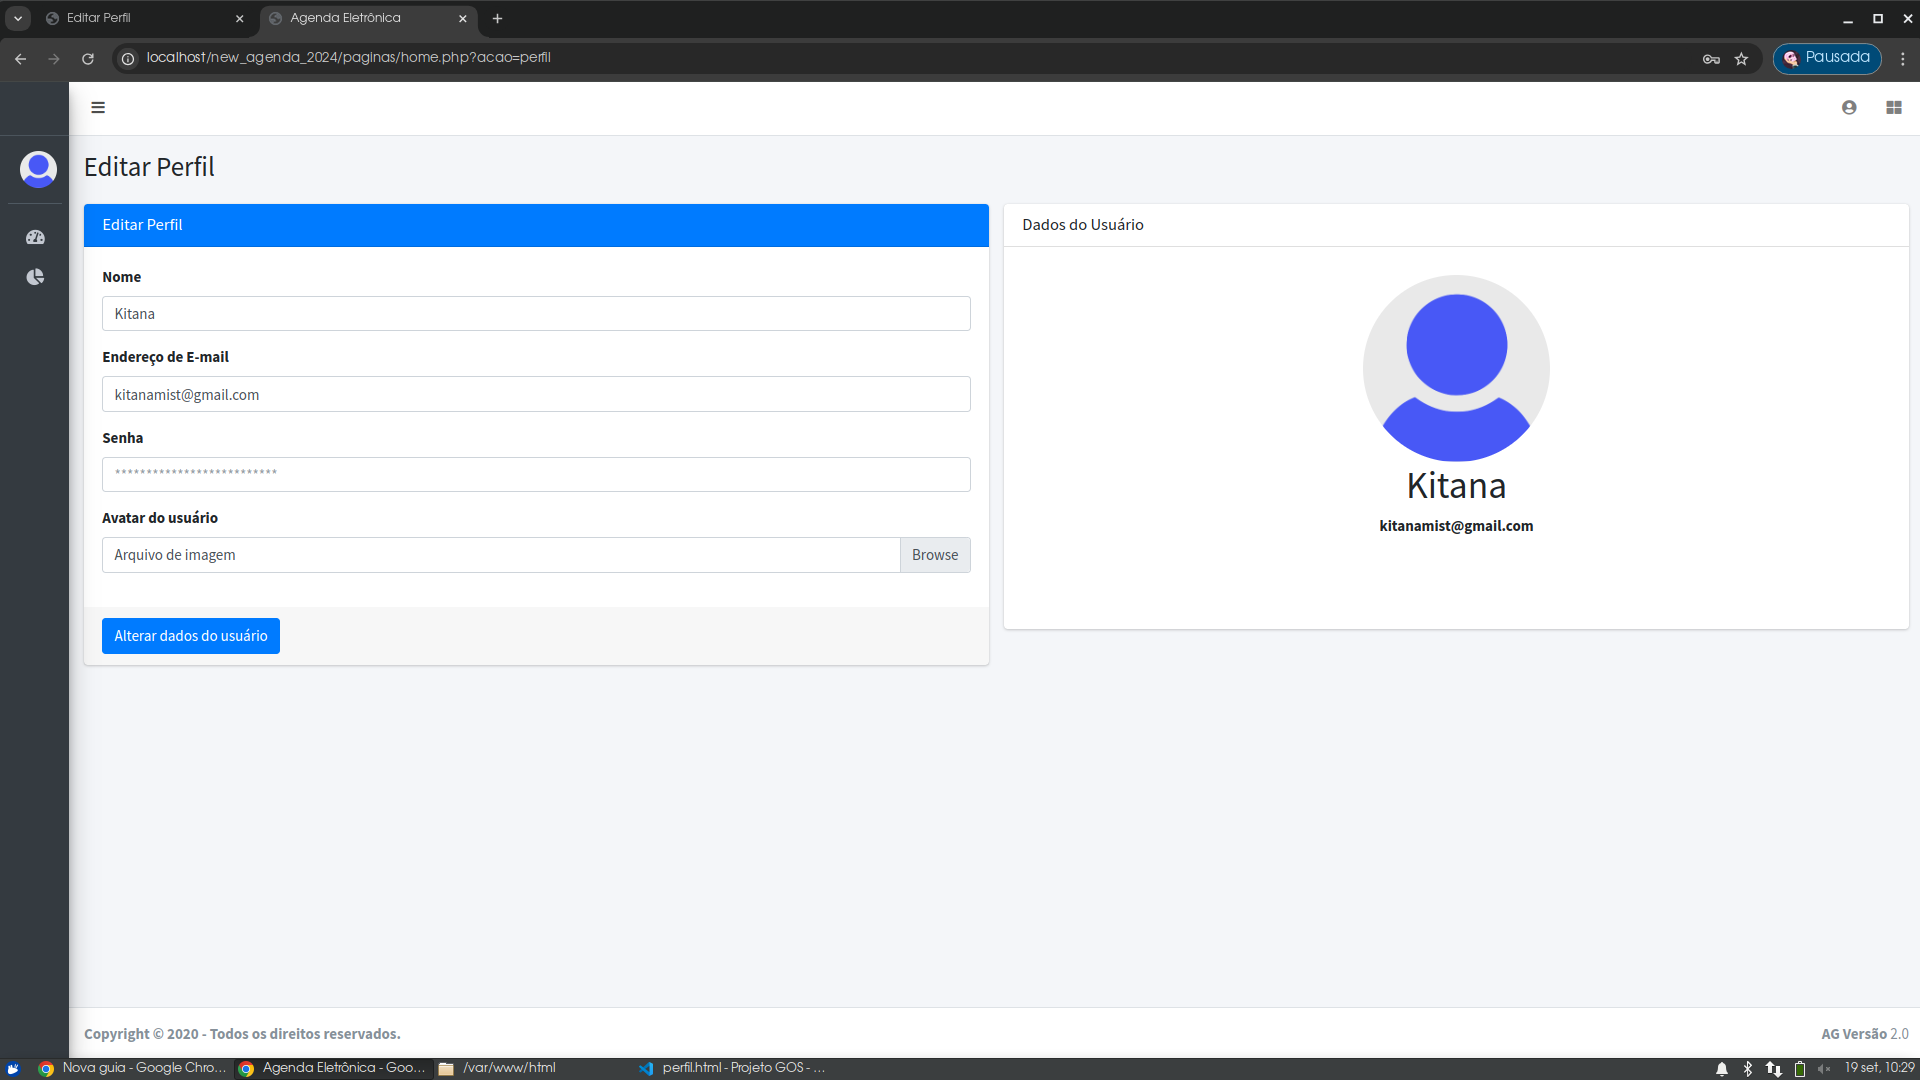 Editar Perfil
Agenda Eletrônica
localhost/new_agenda_2024/paginas/home.php?acao=perfil
Pausada
Editar Perfil
Editar Perfil
Nome
Kitana
Endereço de E-mail
kitanamist@gmail.com
Senha
**************************
Avatar do usuário
Arquivo de imagem
Browse
Alterar dados do usuário
Dados do Usuário
Kitana
kitanamist@gmail.com
Copyright © 2020 - Todos os direitos reservados.
AG Versão 2.0
Nova guia - Google Chro...
Agenda Eletrônica - Goo...
/var/www/html
perfil.html - Projeto GOS - ...
19 set, 10:29